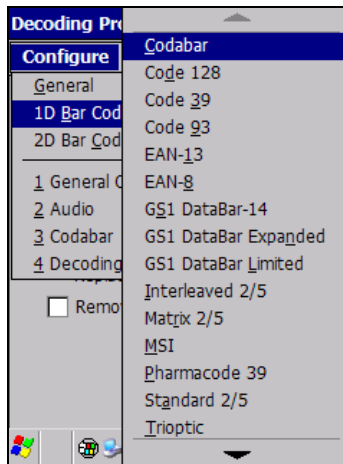 Decoding Pro
Configure
General
1D Bar Cod
2D Bar Cod
1 General O
2 Audio
3 Codabar
4 Decoding
Remov
Codabar
Code 128
Code 39
Code 93
EAN-13
EAN-8
GS1 DataBar-14
GS1 DataBar Expanded
GS1 DataBar Limited
Interleaved 2/5
Matrix 2/5
MSI
Pharmacode 39
Standard 2/5
Trioptic